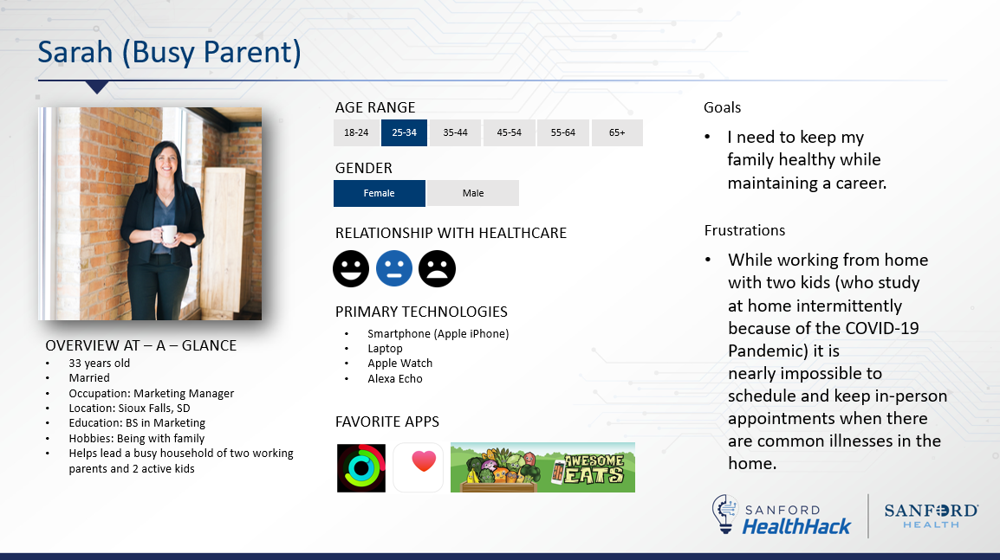 Sarah (Busy Parent)
OVERVIEW AT – A – GLANCE
• 33 years old
• Married
• Occupation: Marketing Manager
• Location: Sioux Falls, SD
• Education: BS in Marketing
• Hobbies: Being with family
• Helps lead a busy household of two working
parents and 2 active kids
AGE RANGE
18-24 25-34 35-44 45-54 55-64 65+
GENDER
Female Male
RELATIONSHIP WITH HEALTHCARE
PRIMARY TECHNOLOGIES
• Smartphone (Apple iPhone)
• Laptop
• Apple Watch
• Alexa Echo
FAVORITE APPS
AWESOME
EATS
Goals
• I need to keep my
family healthy while
maintaining a career.
Frustrations
• While working from home
with two kids (who study
at home intermittently
because of the COVID-19
Pandemic) it is
nearly impossible to
schedule and keep in-person
appointments when there
are common illnesses in the
home.
SANFORD
HealthHack
SANFORD
HEALTH